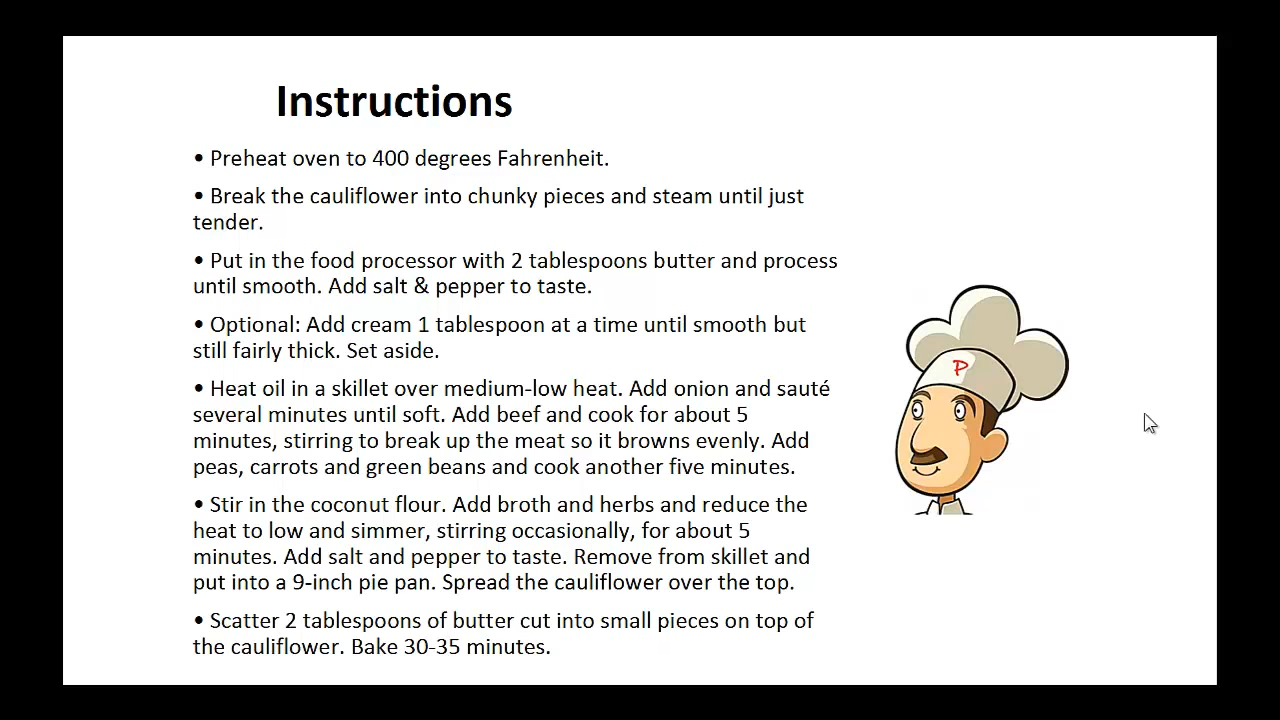 Instructions
• Preheat oven to 400 degrees Fahrenheit.
• Break the cauliflower into chunky pieces and steam until just
tender.
• Put in the food processor with 2 tablespoons butter and process
until smooth. Add salt & pepper to taste.
• Optional: Add cream 1 tablespoon at a time until smooth but
still fairly thick. Set aside.
• Heat oil in a skillet over medium-low heat. Add onion and sauté
several minutes until soft. Add beef and cook for about 5
minutes, stirring to break up the meat so it browns evenly. Add
peas, carrots and green beans and cook another five minutes.
• Stir in the coconut flour. Add broth and herbs and reduce the
heat to low and simmer, stirring occasionally, for about 5
minutes. Add salt and pepper to taste. Remove from skillet and
put into a 9-inch pie pan. Spread the cauliflower over the top.
• Scatter 2 tablespoons of butter cut into small pieces on top of
the cauliflower. Bake 30-35 minutes.
P